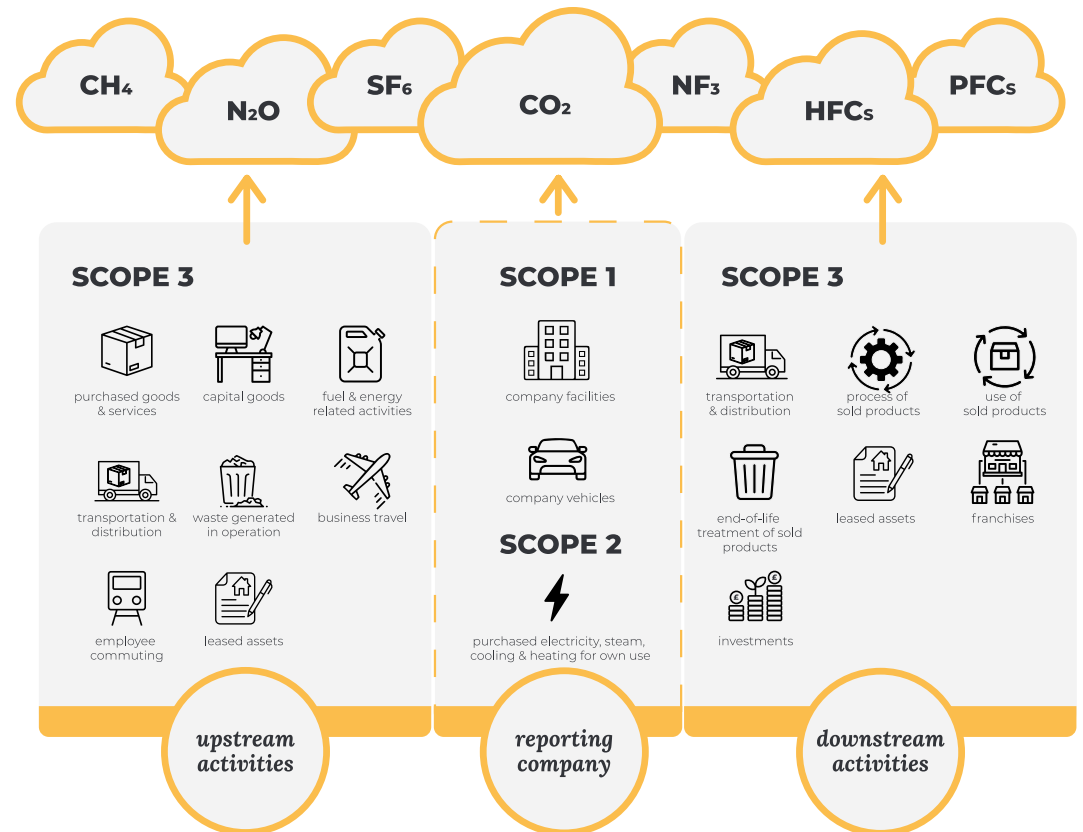 CH₄
N₂O
SF₆
CO₂
NF₃
HFCs
PFCs
SCOPE 3
purchased goods
& services
capital goods
fuel & energy
related activities
transportation &
distribution
waste generated
in operation
business travel
employee
commuting
leased assets
upstream
activities
SCOPE 1
company facilities
company vehicles
SCOPE 2
purchased electricity, steam,
cooling & heating for own use
reporting
company
SCOPE 3
transportation
& distribution
process of
sold products
use of
sold products
end-of-life
treatment of sold
products
leased assets
franchises
£
£
investments
downstream
activities